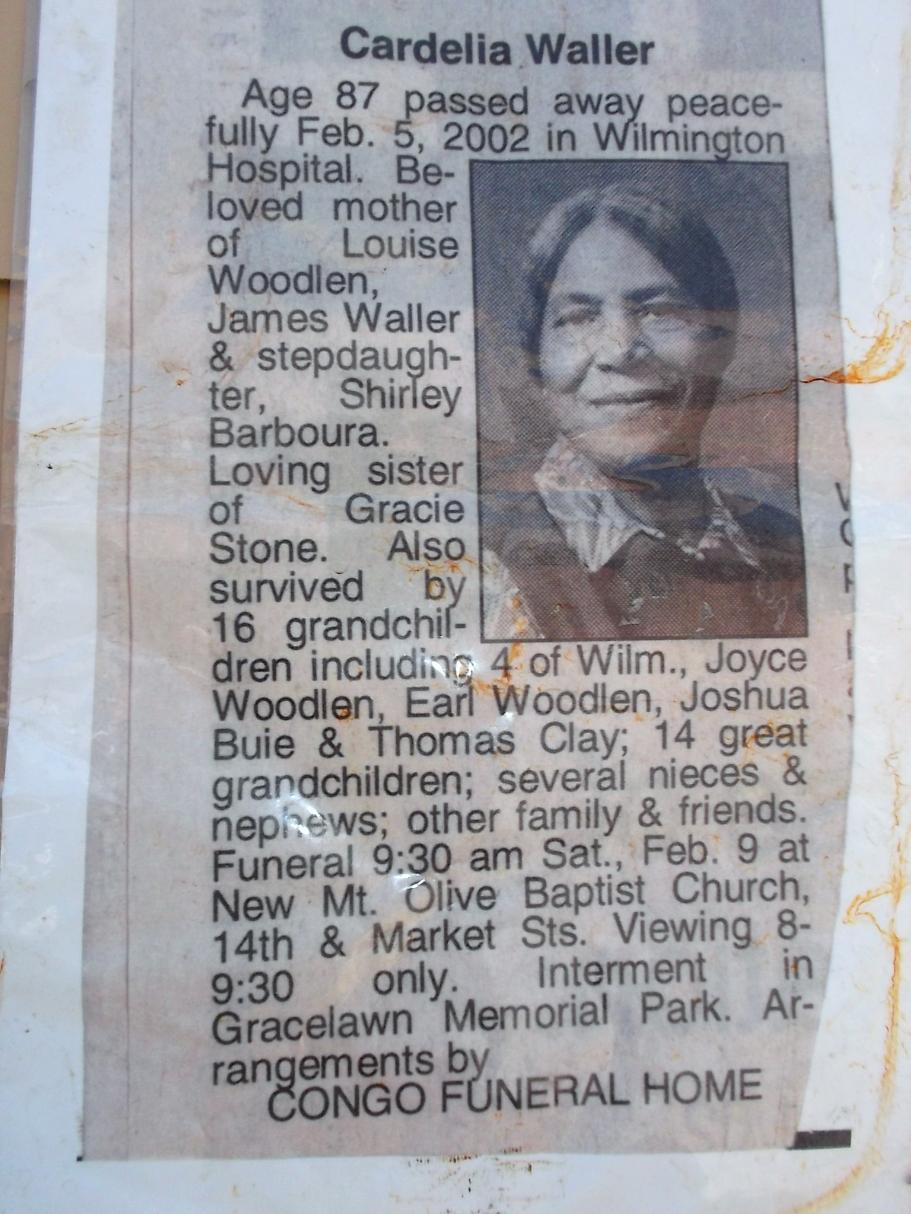 Cardelia Waller
Age 87 passed away peace-
fully Feb. 5, 2002 in Wilmington
Hospital. Be-
loved mother
of Louise
Woodlen,
James Waller
& stepdaugh-
ter, Shirley
Barboura.
Loving sister
of Gracie
Stone. Also
survived by
16 grandchil-
dren including 4 of Wilm., Joyce
Woodlen, Earl Woodlen, Joshua
Buie & Thomas Clay; 14 great
grandchildren; several nieces &
nephews; other family & friends.
Funeral 9:30 am Sat., Feb. 9 at
New Mt. Olive Baptist Church,
14th & Market Sts. Viewing 8-
9:30 only. Interment in
Gracelawn Memorial Park. Ar-
rangements by
CONGO FUNERAL HOME